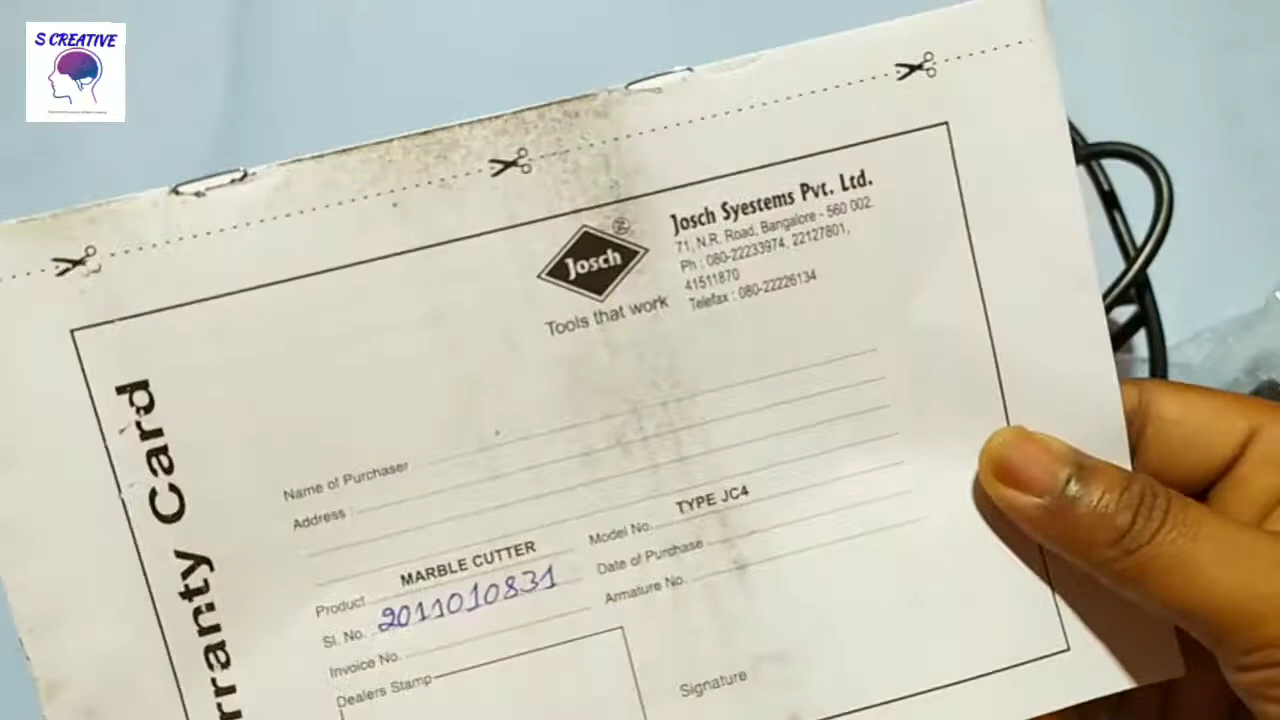 S CREATIVE
Josch
Tools that work
Josch Syestems Pvt. Ltd.
71, N.R. Road, Bangalore - 560 002.
Ph : 080-22233974, 22127801,
41511870
Telefax : 080-22226134
rranty Card
Name of Purchaser
Address
Product MARBLE CUTTER
Model No. TYPE JC4
Sl. No. 2011010831
Date of Purchase
Invoice No.
Armature No.
Dealers Stamp
Signature